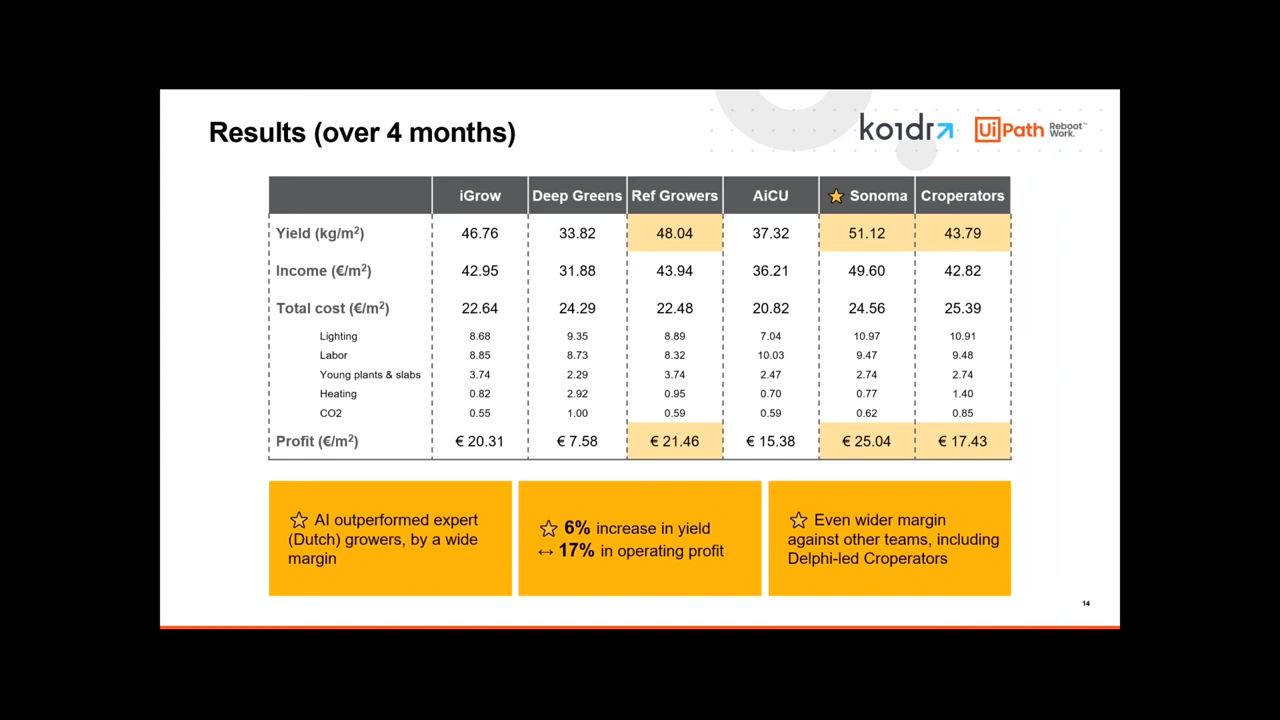 Results (over 4 months)
koidra
UiPath Reboot Work.™
iGrow Deep Greens Ref Growers AiCU Sonoma Croperators
Yield (kg/m²) 46.76 33.82 48.04 37.32 51.12 43.79
Income (€/m²) 42.95 31.88 43.94 36.21 49.60 42.82
Total cost (€/m²) 22.64 24.29 22.48 20.82 24.56 25.39
Lighting 8.68 9.35 8.89 7.04 10.97 10.91
Labor 8.85 8.73 8.32 10.03 9.47 9.48
Young plants & slabs 3.74 2.29 3.74 2.47 2.74 2.74
Heating 0.82 2.92 0.95 0.70 0.77 1.40
CO2 0.55 1.00 0.59 0.59 0.62 0.85
Profit (€/m²) € 20.31 € 7.58 € 21.46 € 15.38 € 25.04 € 17.43
AI outperformed expert
(Dutch) growers, by a wide
margin
6% increase in yield
↔ 17% in operating profit
Even wider margin
against other teams, including
Delphi-led Croperators
14